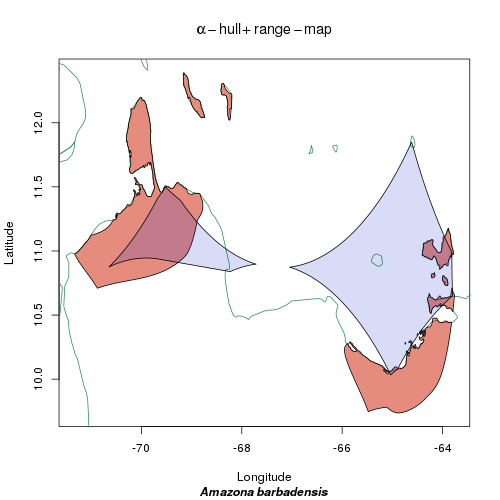 α − hull + range − map
12.0
11.5
11.0
10.5
10.0
Latitude
-70
-68
-66
-64
Longitude
Amazona barbadensis